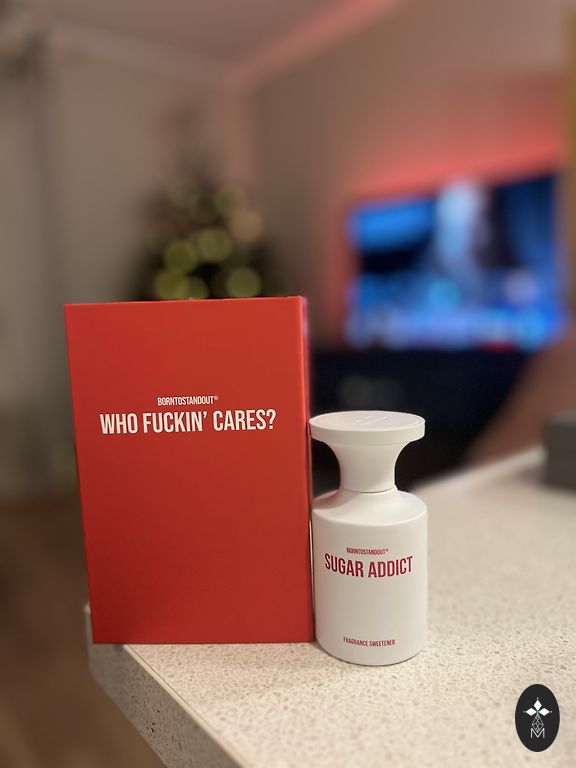 BORNTOSTANDOUT®
WHO FUCKIN' CARES?
BORNTOSTANDOUT®
SUGAR ADDICT
FRAGRANCE SWEETENER
M